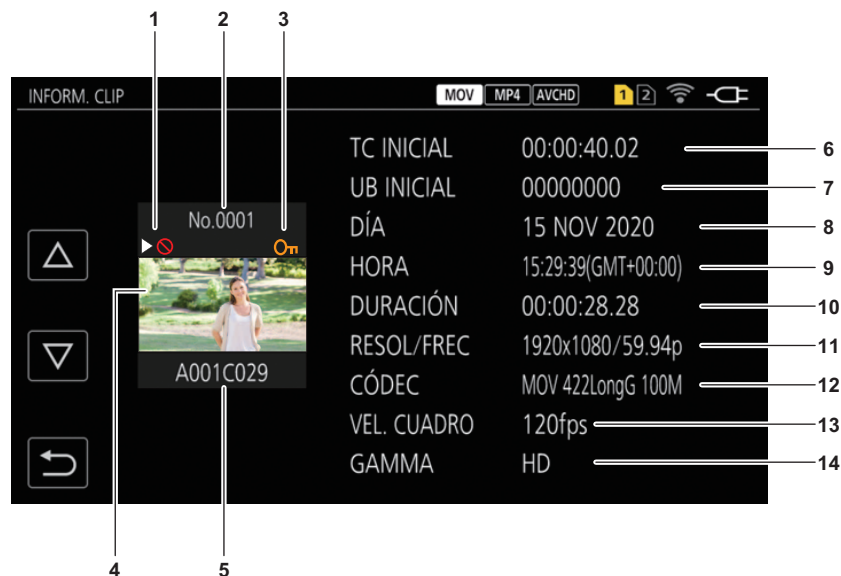 1 2 3
INFORM. CLIP MOV MP4 AVCHD 1 2
TC INICIAL 00:00:40.02 6
UB INICIAL 00000000 7
No.0001
DÍA 15 NOV 2020 8
HORA 15:29:39(GMT+00:00) 9
DURACIÓN 00:00:28.28 10
RESOL/FREC 1920x1080/59.94p 11
A001C029
CÓDEC MOV 422LongG 100M 12
VEL. CUADRO 120fps 13
GAMMA HD 14
4 5